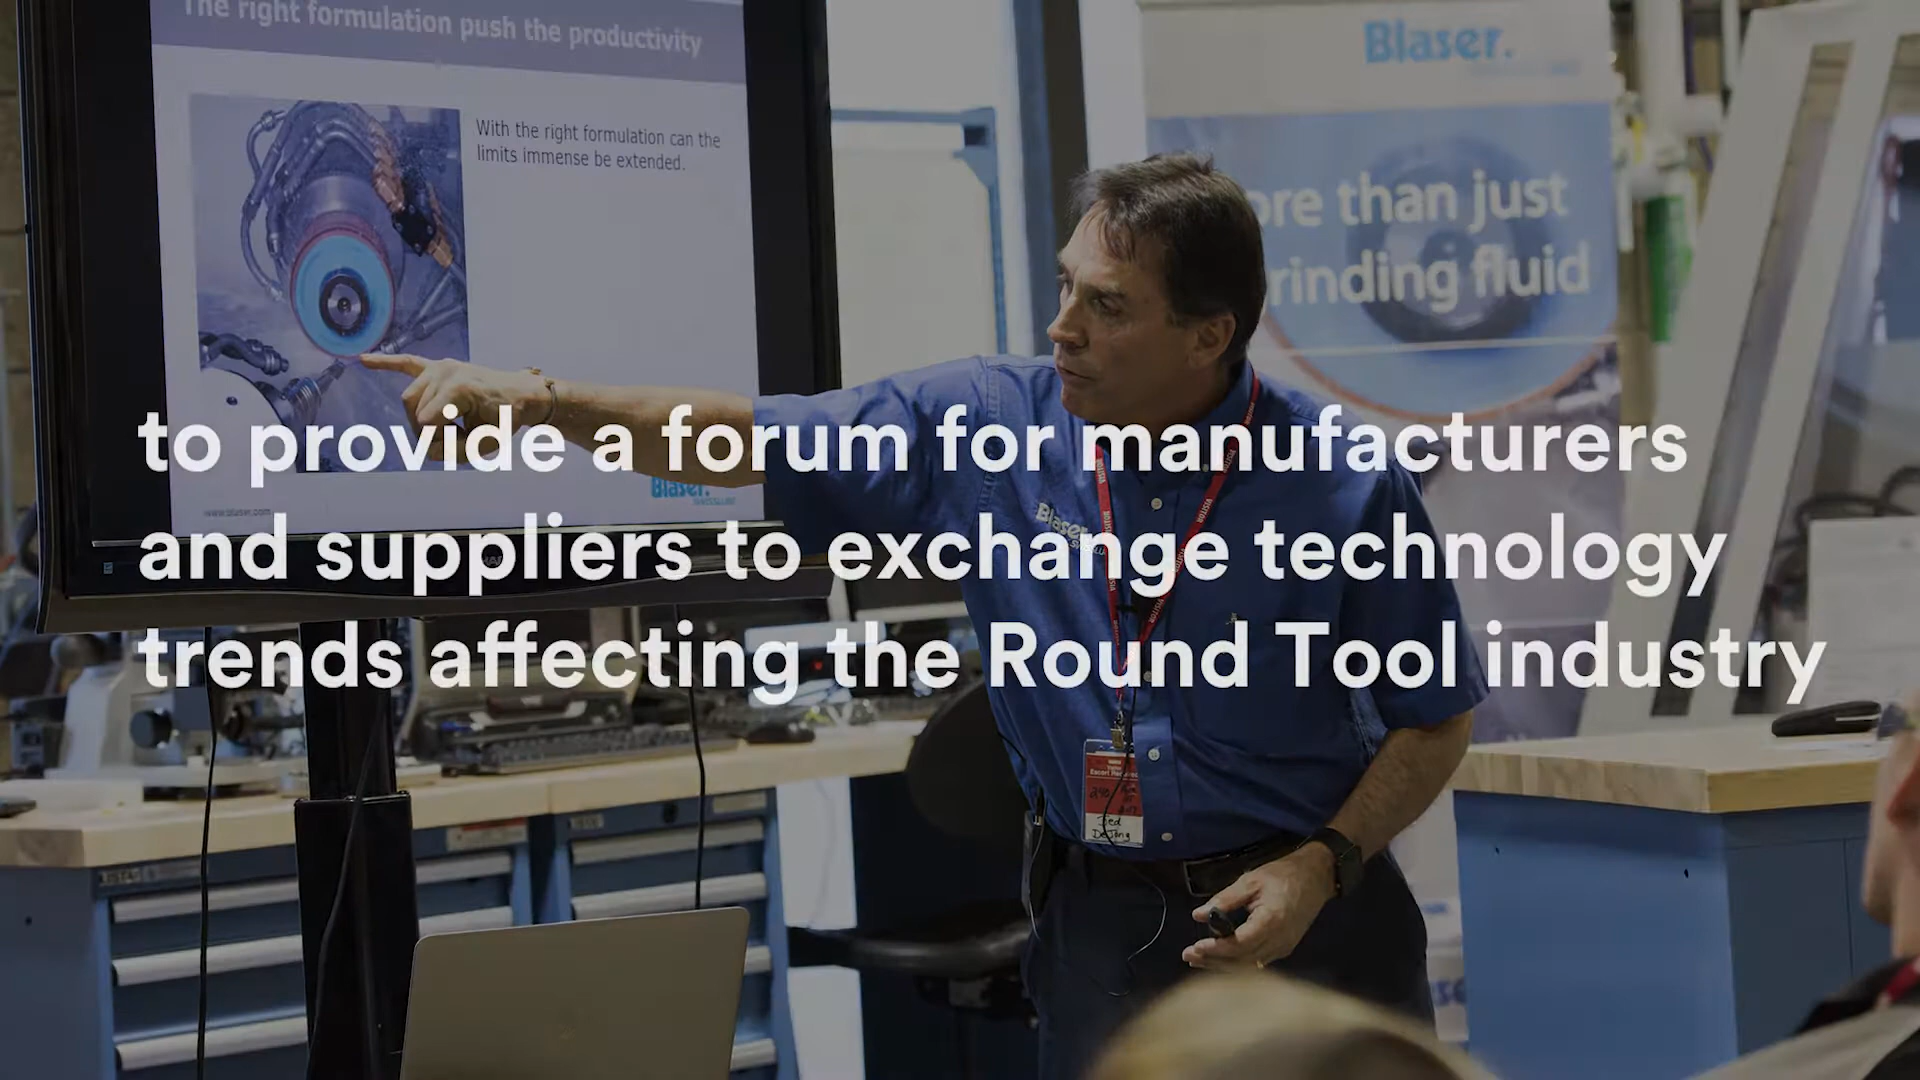 The right formulation push the productivity
With the right formulation can the
limits immense be extended.
Blaser.
www.blaser.com
Blaser.
ore than just
rinding fluid
Blaser
VISITOR
VISITOR
to provide a forum for manufacturers
and suppliers to exchange technology
trends affecting the Round Tool industry